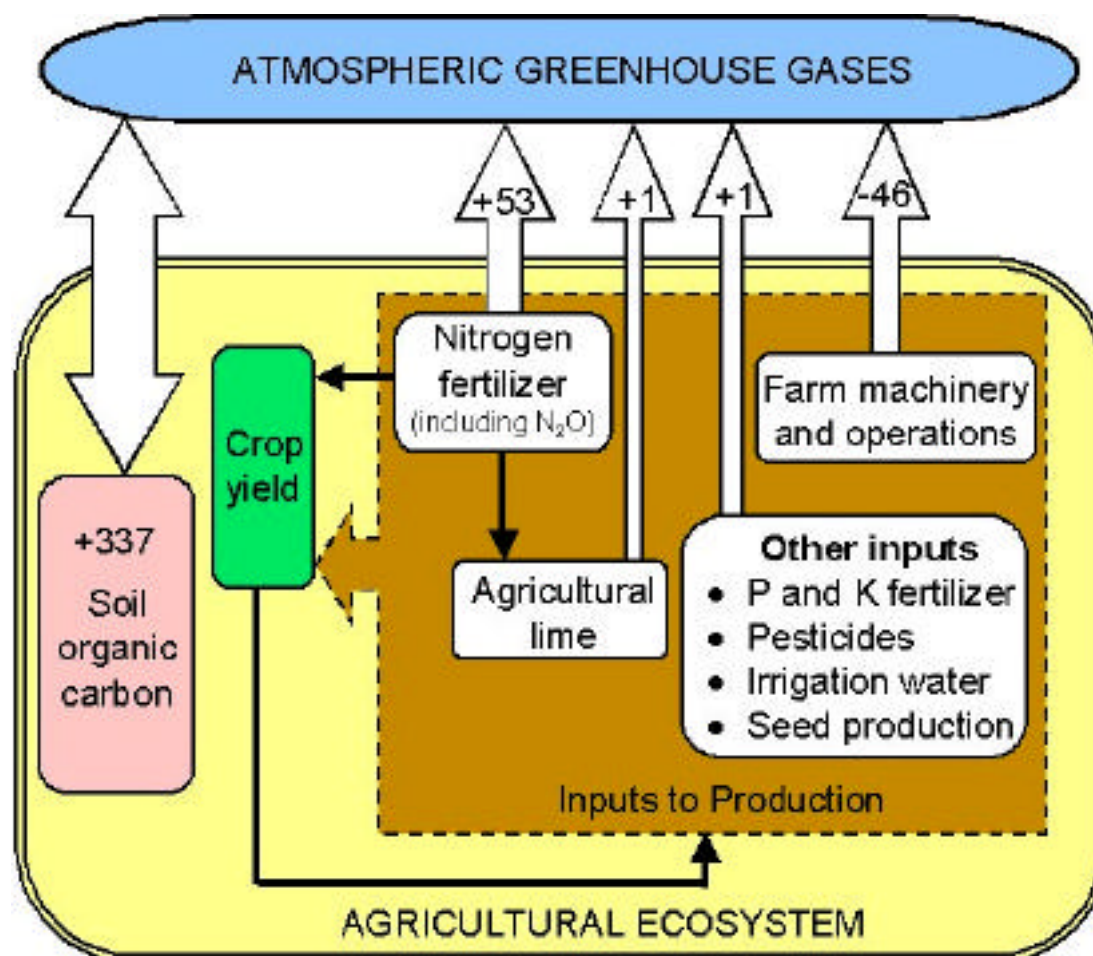 ATMOSPHERIC GREENHOUSE GASES
+53
+1
+1
-46
Nitrogen
fertilizer
(including N₂O)
Farm machinery
and operations
Crop
yield
+337
Soil
organic
carbon
Agricultural
lime
Other inputs
• P and K fertilizer
• Pesticides
• Irrigation water
• Seed production
Inputs to Production
AGRICULTURAL ECOSYSTEM